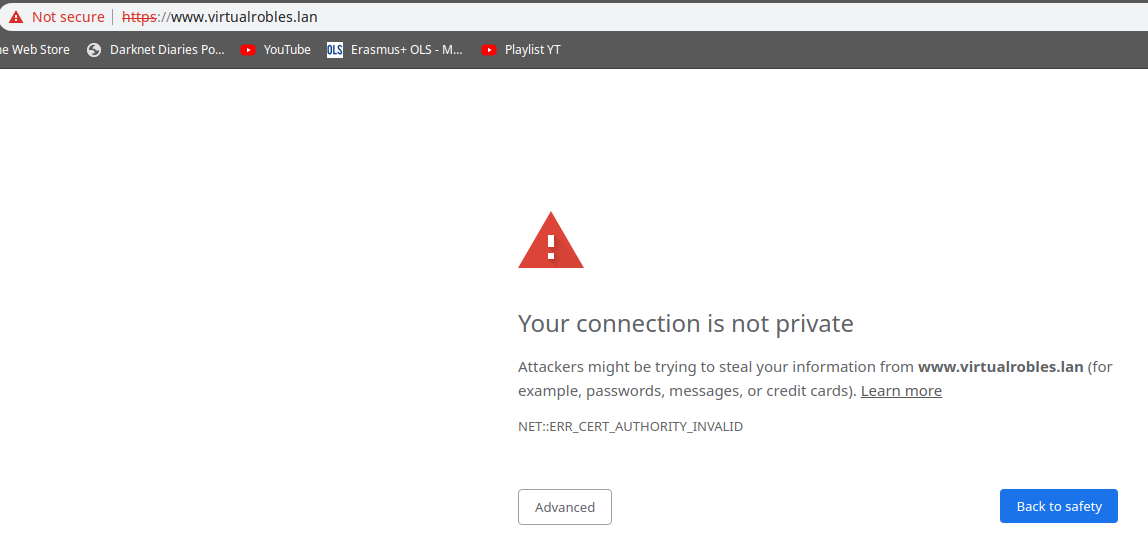 Not secure https://www.virtualrobles.lan
ne Web Store Darknet Diaries Po... YouTube OLS Erasmus+ OLS - M... Playlist YT
Your connection is not private
Attackers might be trying to steal your information from www.virtualrobles.lan (for
example, passwords, messages, or credit cards). Learn more
NET::ERR_CERT_AUTHORITY_INVALID
Advanced Back to safety